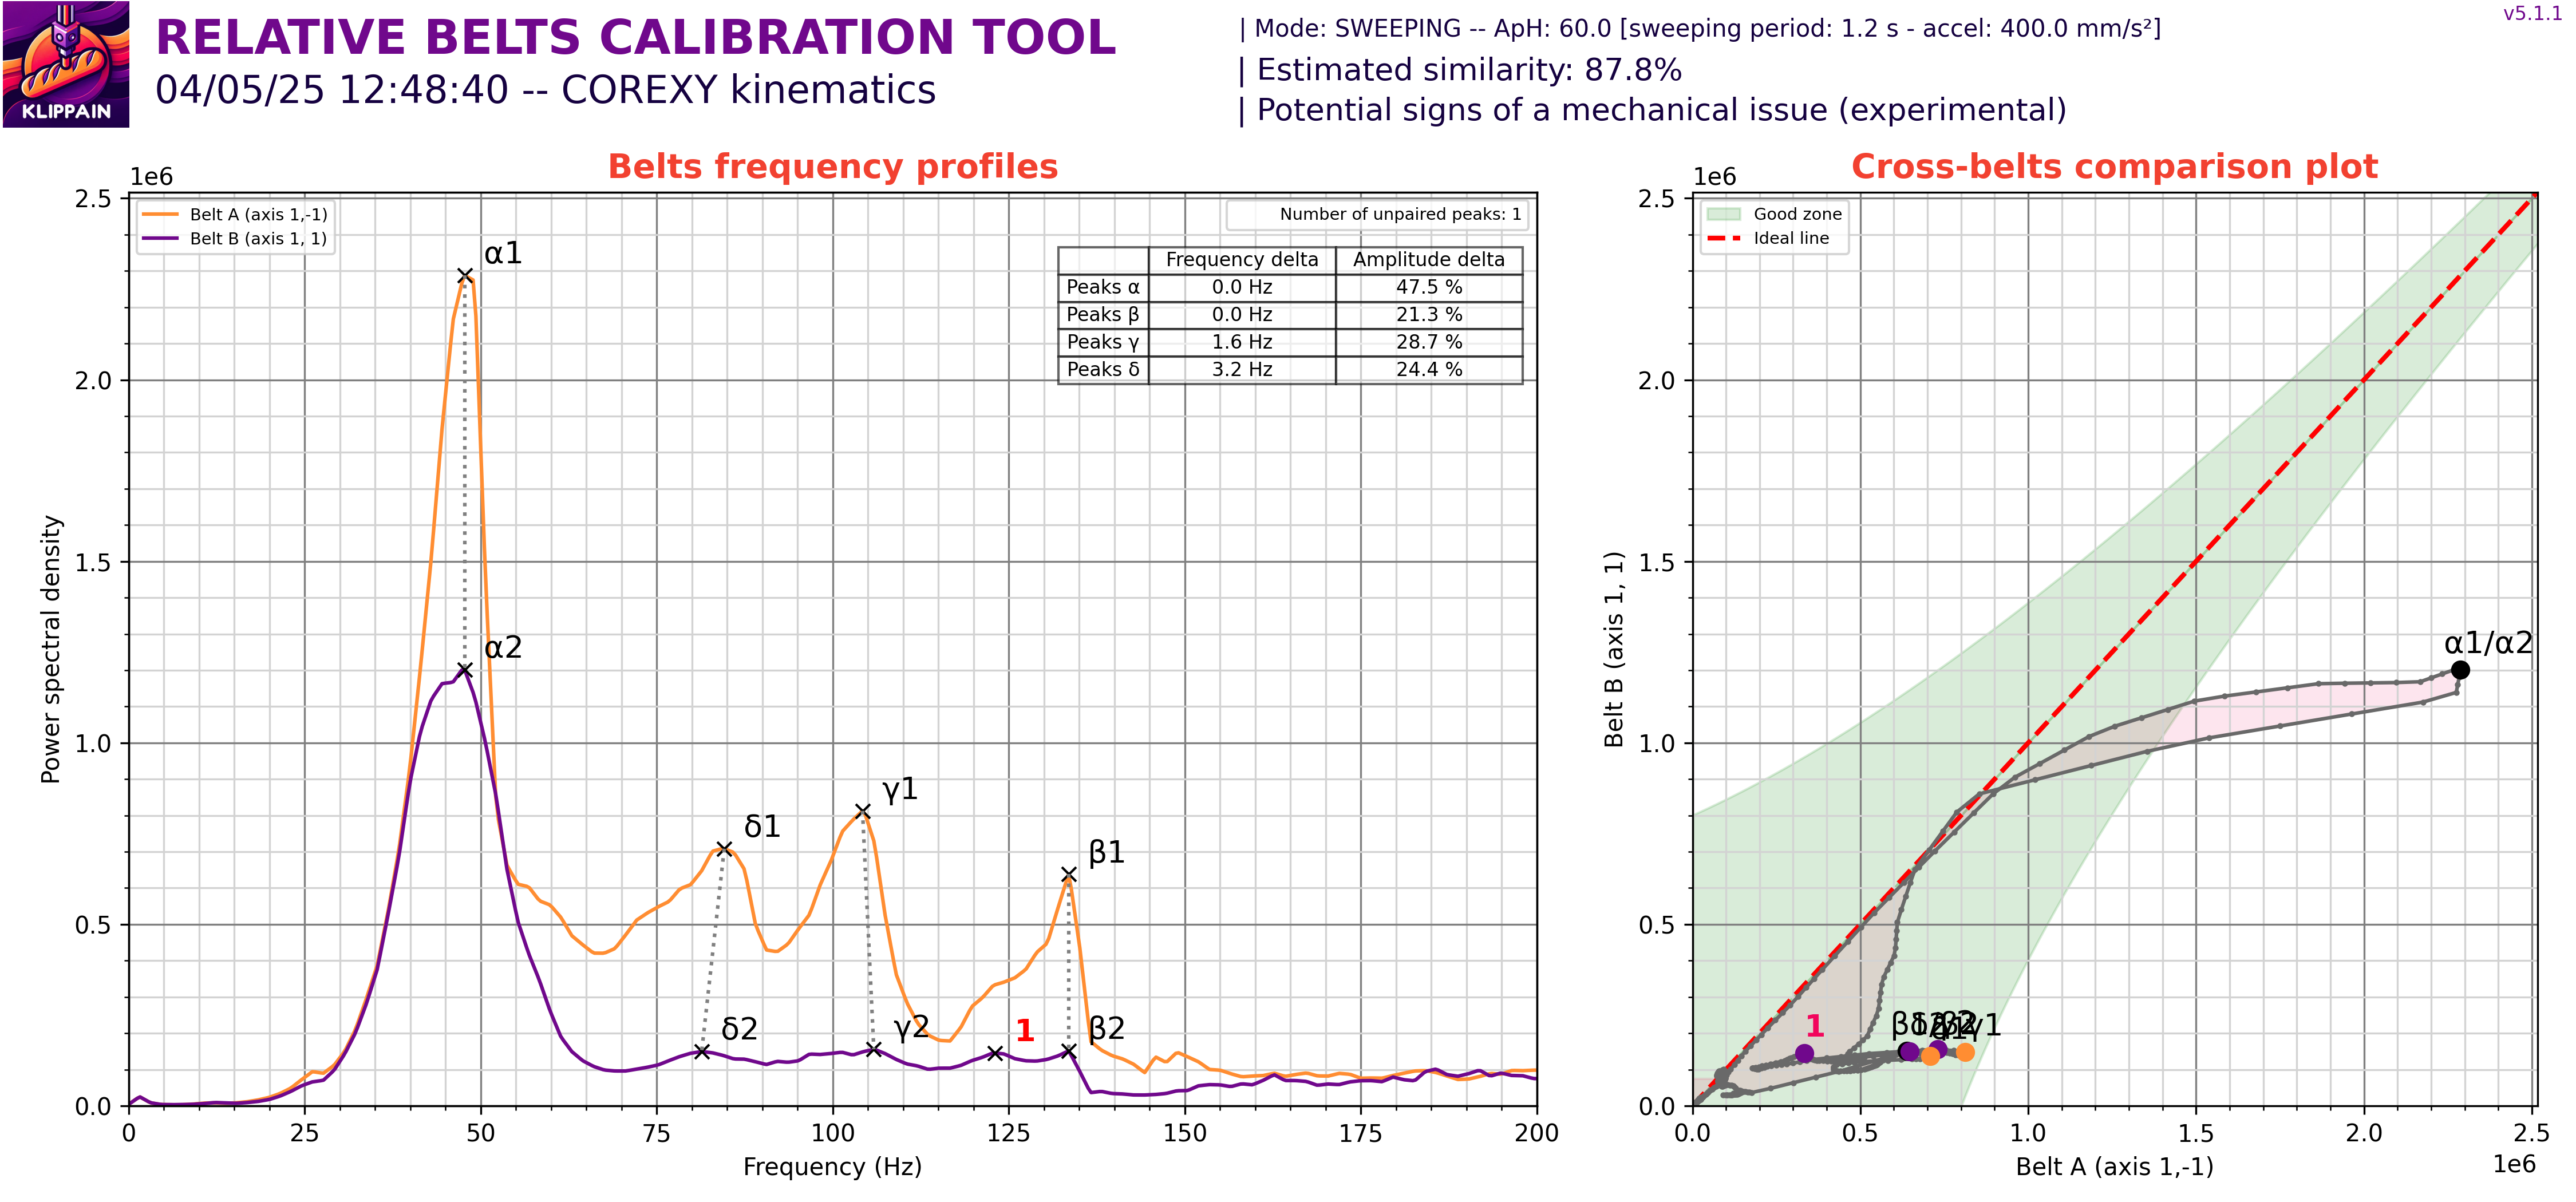 KLIPPAIN
RELATIVE BELTS CALIBRATION TOOL
04/05/25 12:48:40 -- COREXY kinematics
| Mode: SWEEPING -- ApH: 60.0 [sweeping period: 1.2 s - accel: 400.0 mm/s²]
| Estimated similarity: 87.8%
| Potential signs of a mechanical issue (experimental)
v5.1.1
Belts frequency profiles
1e6
Belt A (axis 1,-1)
Belt B (axis 1, 1)
Number of unpaired peaks: 1
Frequency delta Amplitude delta
Peaks α 0.0 Hz 47.5 %
Peaks β 0.0 Hz 21.3 %
Peaks γ 1.6 Hz 28.7 %
Peaks δ 3.2 Hz 24.4 %
α1
α2
δ1
γ1
β1
δ2
γ2
1
β2
2.5
2.0
1.5
1.0
0.5
0.0
Power spectral density
0 25 50 75 100 125 150 175 200
Frequency (Hz)
Cross-belts comparison plot
1e6
Good zone
Ideal line
α1/α2
1
2.5
2.0
1.5
1.0
0.5
0.0
Belt B (axis 1, 1)
0.0 0.5 1.0 1.5 2.0 2.5
Belt A (axis 1,-1)
1e6